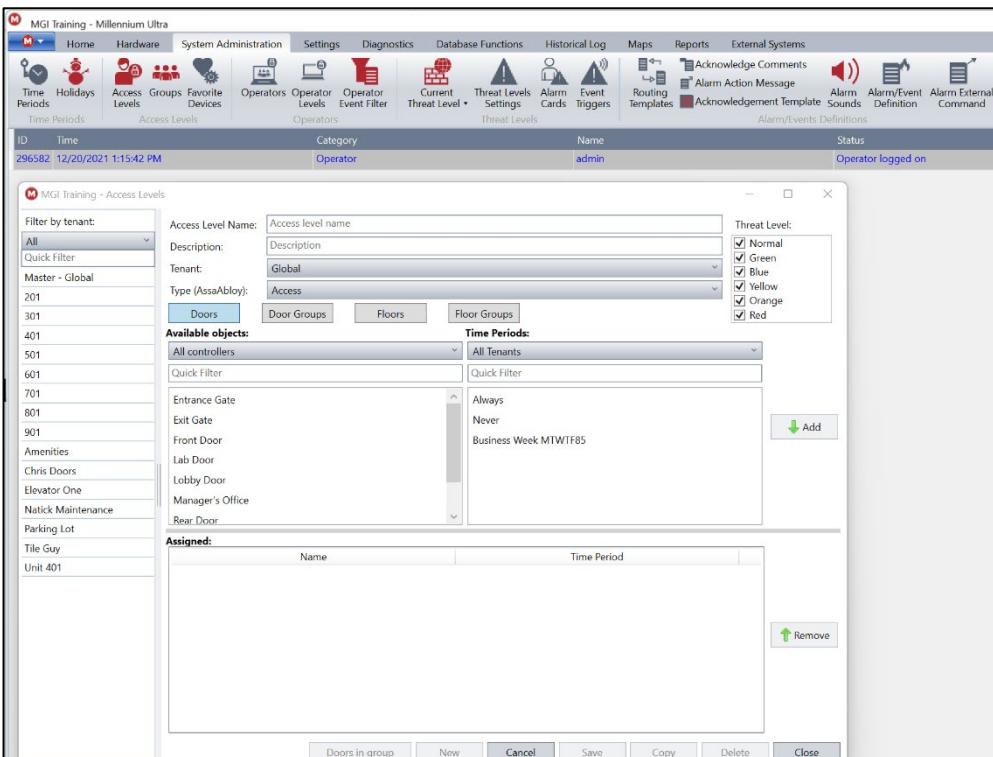 MGI Training - Millennium Ultra
Home Hardware System Administration Settings Diagnostics Database Functions Historical Log Maps Reports External Systems
Time Periods
Holidays
Access Levels
Groups
Favorite Devices
Operators
Operator Levels
Operator Event Filter
Current Threat Level
Threat Levels Settings
Alarm Cards
Event Triggers
Routing Templates
Acknowledge Comments
Alarm Action Message
Acknowledgement Template
Alarm Sounds
Alarm/Event Definition
Alarm External Command
Time Periods Access Levels Operators Threat Levels Alarm/Events Definitions
ID Time Category Name Status
296582 12/20/2021 1:15:42 PM Operator admin Operator logged on
MGI Training - Access Levels
Filter by tenant:
All
Quick Filter
Master - Global
201
301
401
501
601
701
801
901
Amenities
Chris Doors
Elevator One
Natick Maintenance
Parking Lot
Tile Guy
Unit 401
Access Level Name: Access level name
Description: Description
Tenant: Global
Type (AssaAbloy): Access
Threat Level:
Normal
Green
Blue
Yellow
Orange
Red
Doors Door Groups Floors Floor Groups
Available objects:
All controllers
Quick Filter
Entrance Gate
Exit Gate
Front Door
Lab Door
Lobby Door
Manager's Office
Rear Door
Time Periods:
All Tenants
Quick Filter
Always
Never
Business Week MTWTF85
Add
Assigned:
Name Time Period
Remove
Doors in group New Cancel Save Copy Delete Close